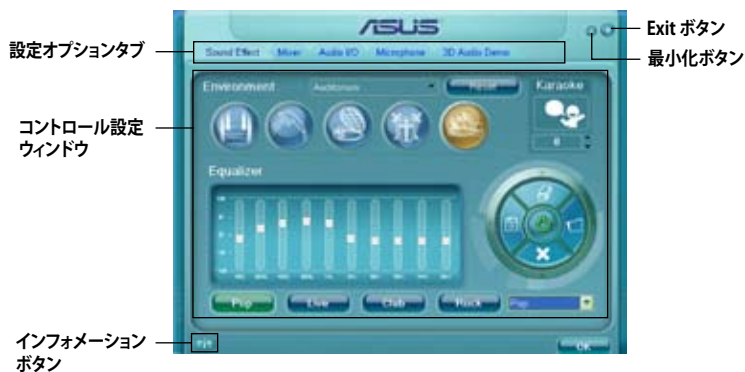 ASUS
Exit ボタン
最小化ボタン
設定オプションタブ
Sound Effect Mixer Audio I/O Microphone 3D Audio Demo
Environment Auditorium Reset Karaoke
0
コントロール設定
ウィンドウ
Equalizer
Pop Live Club Rock Pop
インフォメーション
ボタン
OK